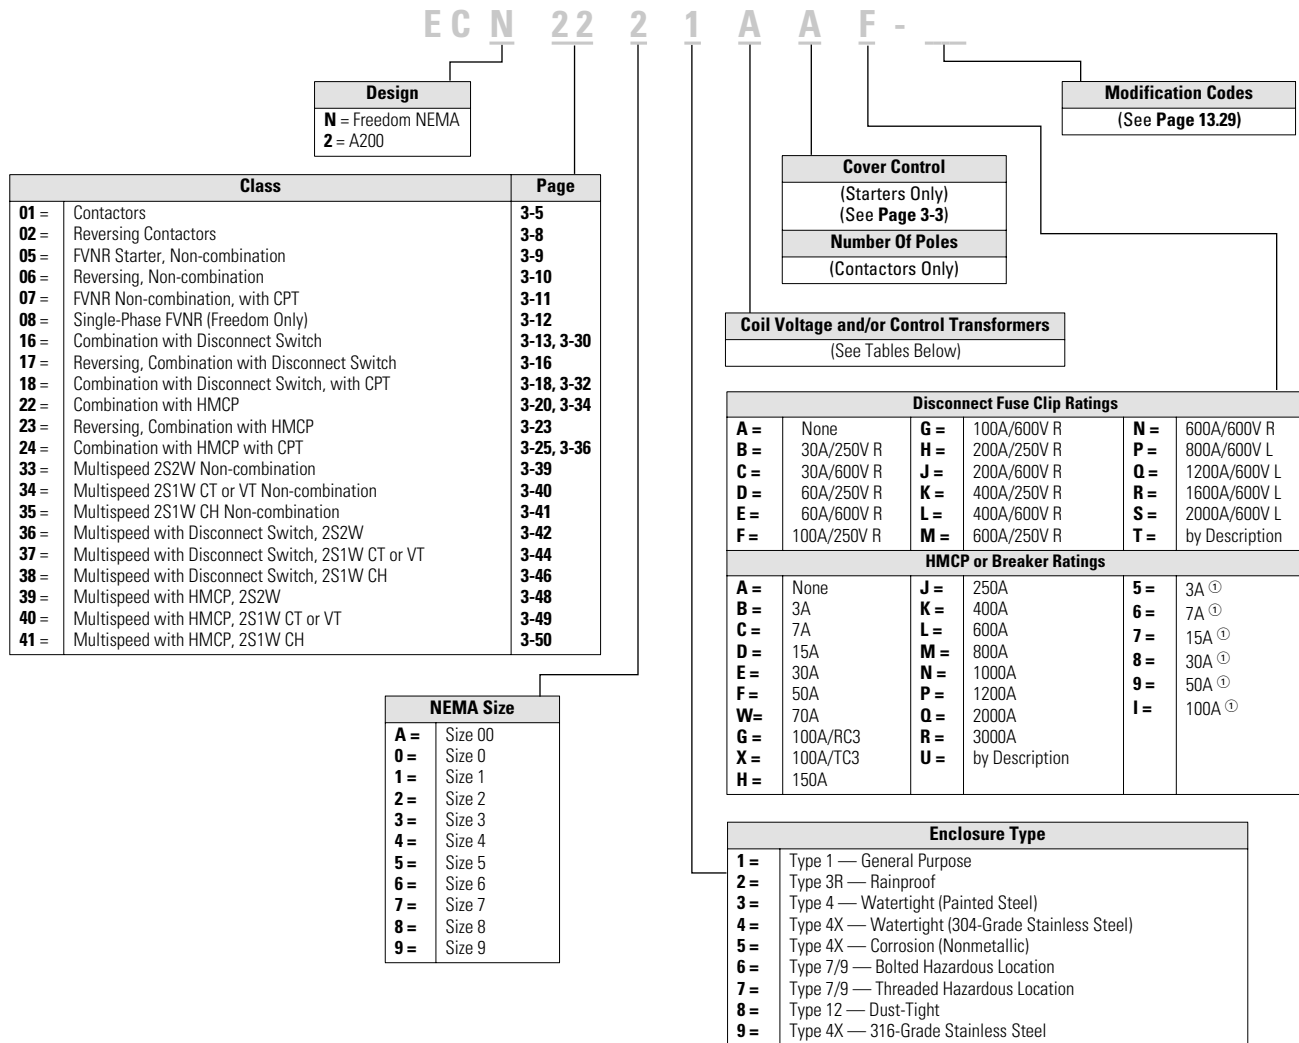 E C N 22 2 1 A A F -
Design
N = Freedom NEMA
2 = A200
Modification Codes
(See Page 13.29)
Cover Control
(Starters Only)
(See Page 3-3)
Number Of Poles
(Contactors Only)
Coil Voltage and/or Control Transformers
(See Tables Below)
Class Page
01 = Contactors 3-5
02 = Reversing Contactors 3-8
05 = FVNR Starter, Non-combination 3-9
06 = Reversing, Non-combination 3-10
07 = FVNR Non-combination, with CPT 3-11
08 = Single-Phase FVNR (Freedom Only) 3-12
16 = Combination with Disconnect Switch 3-13, 3-30
17 = Reversing, Combination with Disconnect Switch 3-16
18 = Combination with Disconnect Switch, with CPT 3-18, 3-32
22 = Combination with HMCP 3-20, 3-34
23 = Reversing, Combination with HMCP 3-23
24 = Combination with HMCP with CPT 3-25, 3-36
33 = Multispeed 2S2W Non-combination 3-39
34 = Multispeed 2S1W CT or VT Non-combination 3-40
35 = Multispeed 2S1W CH Non-combination 3-41
36 = Multispeed with Disconnect Switch, 2S2W 3-42
37 = Multispeed with Disconnect Switch, 2S1W CT or VT 3-44
38 = Multispeed with Disconnect Switch, 2S1W CH 3-46
39 = Multispeed with HMCP, 2S2W 3-48
40 = Multispeed with HMCP, 2S1W CT or VT 3-49
41 = Multispeed with HMCP, 2S1W CH 3-50
Disconnect Fuse Clip Ratings
A = None G = 100A/600V R N = 600A/600V R
B = 30A/250V R H = 200A/250V R P = 800A/600V L
C = 30A/600V R J = 200A/600V R Q = 1200A/600V L
D = 60A/250V R K = 400A/250V R R = 1600A/600V L
E = 60A/600V R L = 400A/600V R S = 2000A/600V L
F = 100A/250V R M = 600A/250V R T = by Description
HMCP or Breaker Ratings
A = None J = 250A 5 = 3A ①
B = 3A K = 400A 6 = 7A ①
C = 7A L = 600A 7 = 15A ①
D = 15A M = 800A 8 = 30A ①
E = 30A N = 1000A 9 = 50A ①
F = 50A P = 1200A I = 100A ①
W= 70A Q = 2000A
G = 100A/RC3 R = 3000A
X = 100A/TC3 U = by Description
H = 150A
NEMA Size
A = Size 00
0 = Size 0
1 = Size 1
2 = Size 2
3 = Size 3
4 = Size 4
5 = Size 5
6 = Size 6
7 = Size 7
8 = Size 8
9 = Size 9
Enclosure Type
1 = Type 1 — General Purpose
2 = Type 3R — Rainproof
3 = Type 4 — Watertight (Painted Steel)
4 = Type 4X — Watertight (304-Grade Stainless Steel)
5 = Type 4X — Corrosion (Nonmetallic)
6 = Type 7/9 — Bolted Hazardous Location
7 = Type 7/9 — Threaded Hazardous Location
8 = Type 12 — Dust-Tight
9 = Type 4X — 316-Grade Stainless Steel